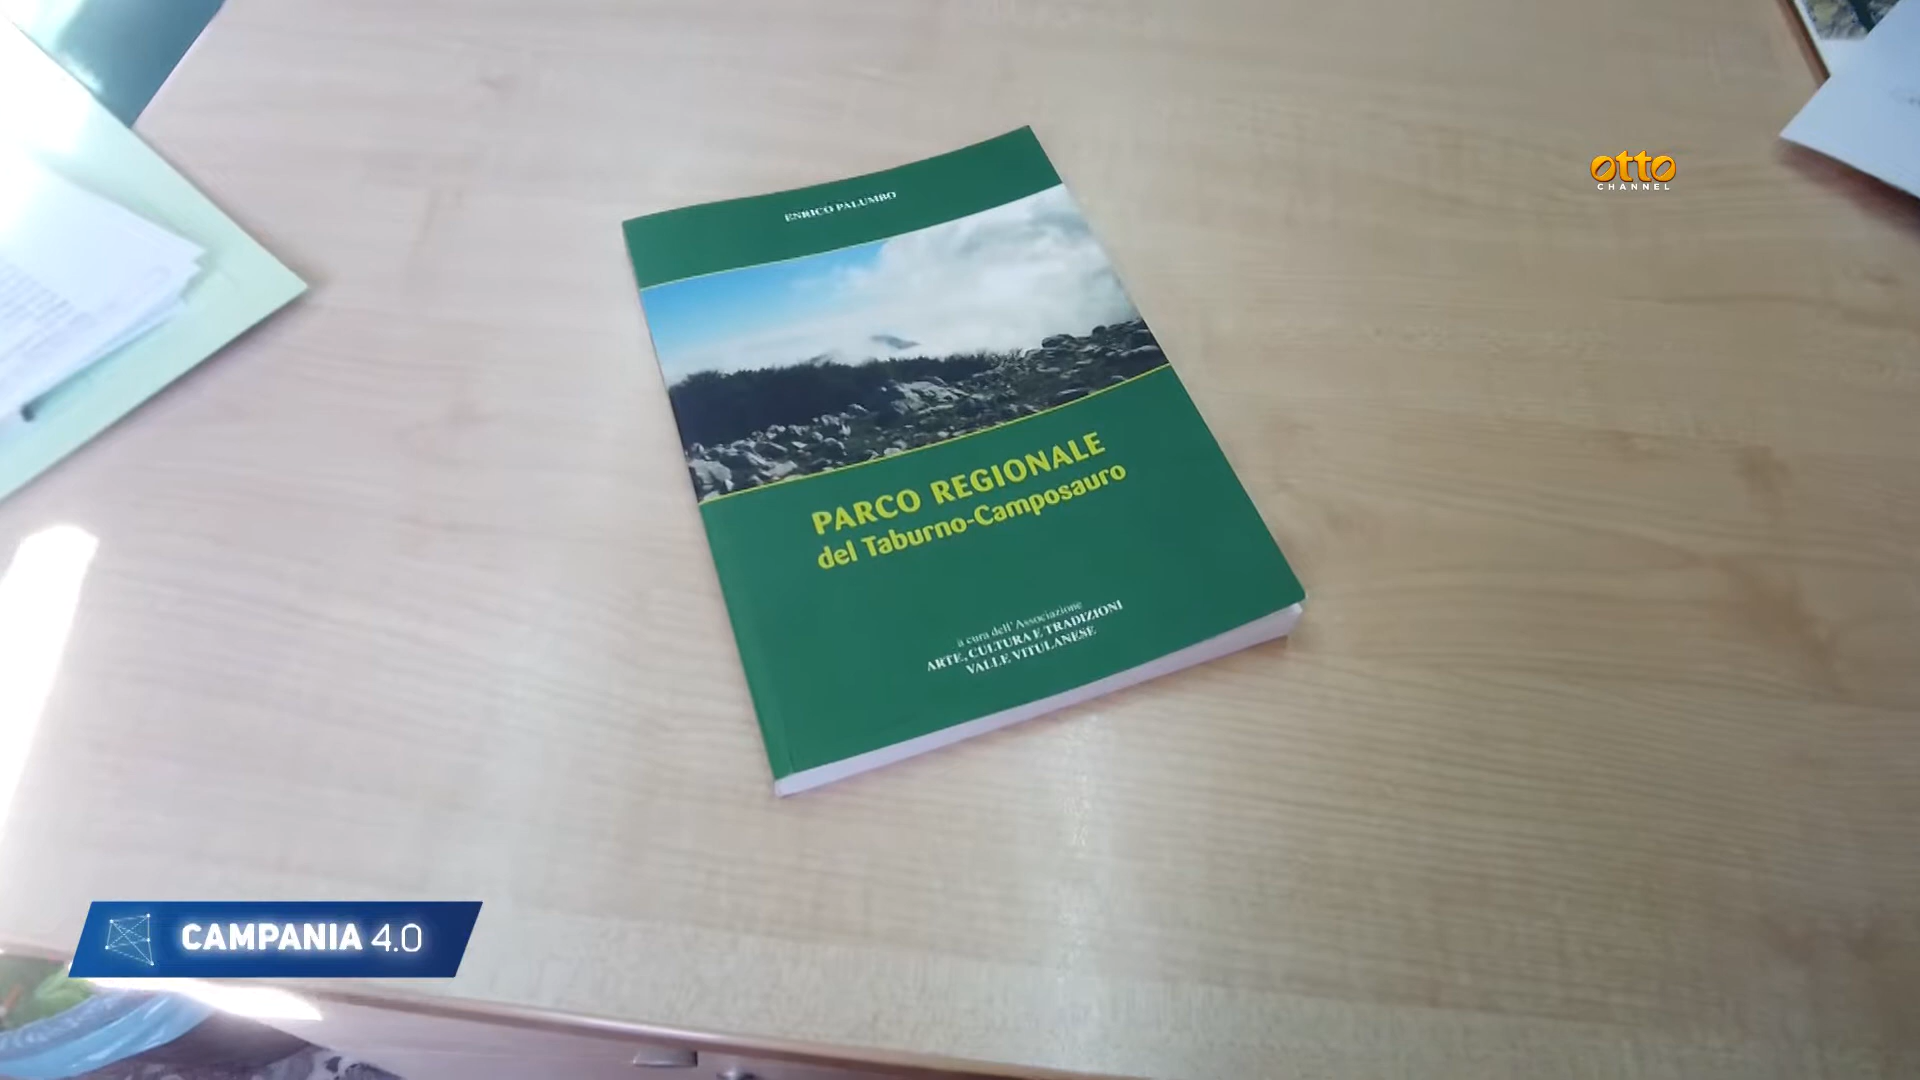 otto
CHANNEL
ENRICO PALUMBO
PARCO REGIONALE
del Taburno-Camposauro
a cura dell'Associazione
ARTE, CULTURA E TRADIZIONI
VALLE VITULANESE
CAMPANIA 4.0